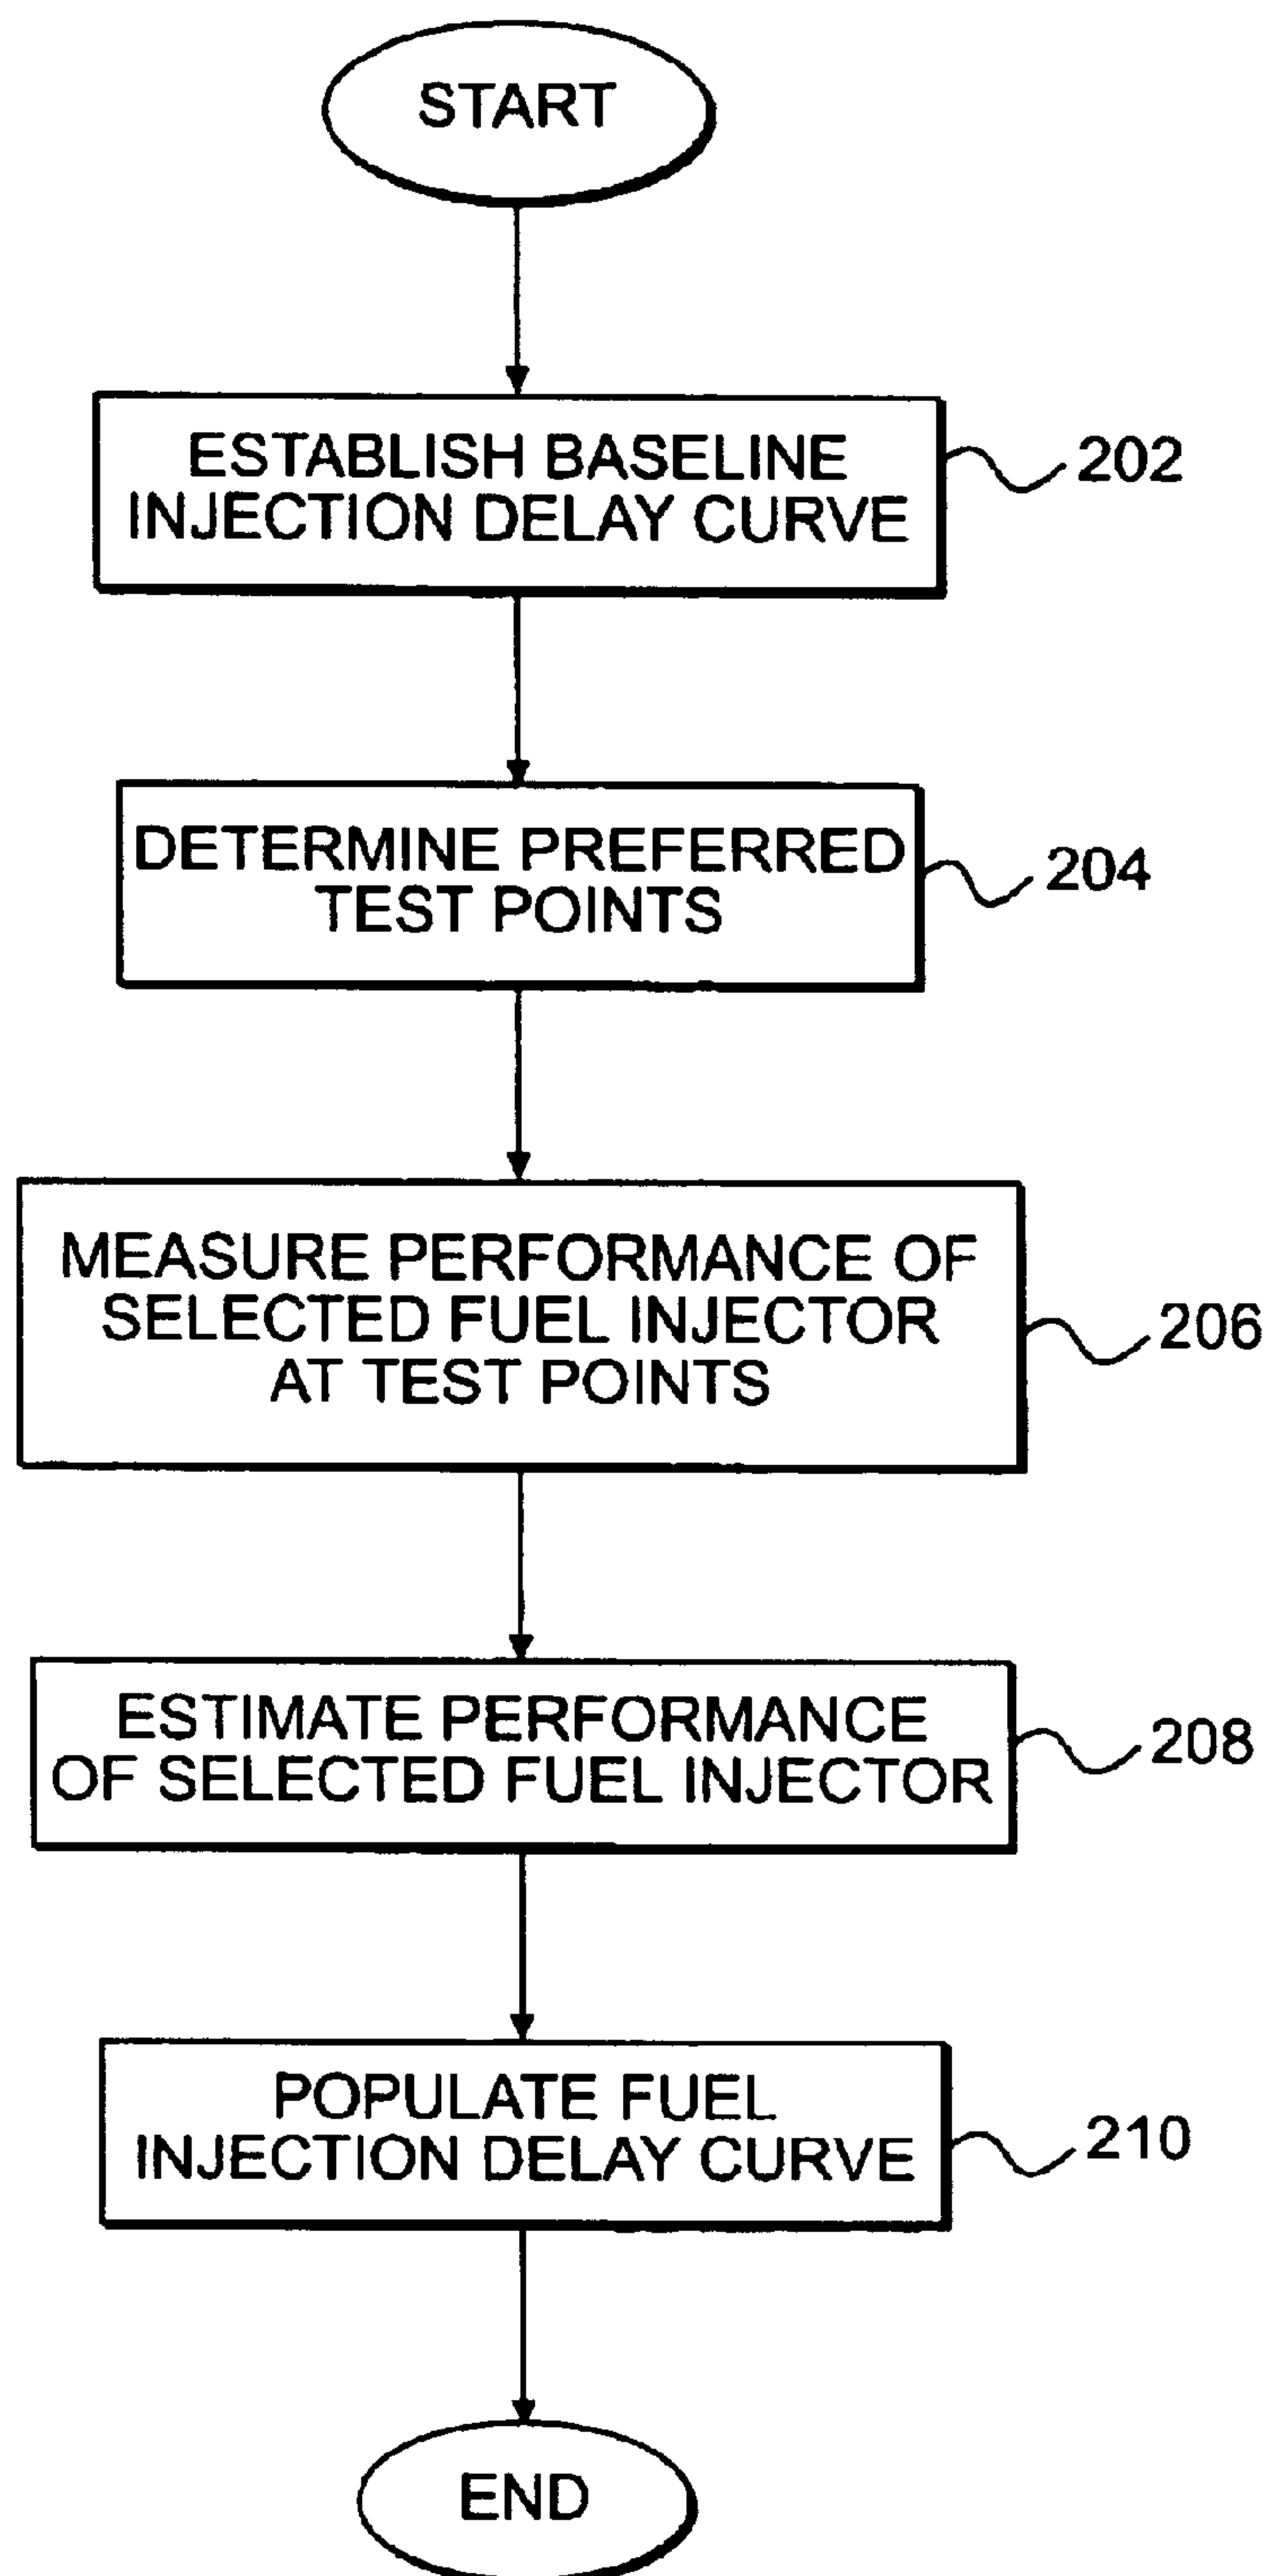 START
ESTABLISH BASELINE
INJECTION DELAY CURVE
202
DETERMINE PREFERRED
TEST POINTS
204
MEASURE PERFORMANCE OF
SELECTED FUEL INJECTOR
AT TEST POINTS
206
ESTIMATE PERFORMANCE
OF SELECTED FUEL INJECTOR
208
POPULATE FUEL
INJECTION DELAY CURVE
210
END